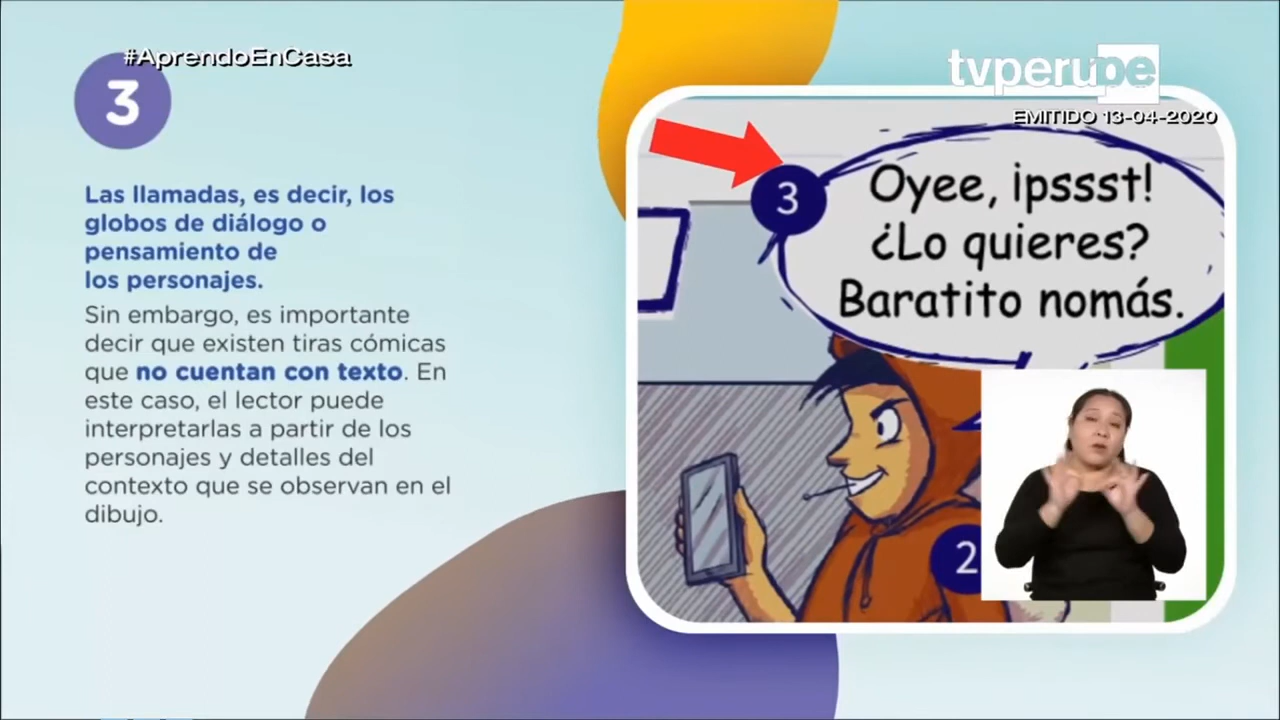 #AprendoEnCasa
tvperupe
EMITIDO 13-04-2020
3
Las llamadas, es decir, los
globos de diálogo o
pensamiento de
los personajes.
Sin embargo, es importante
decir que existen tiras cómicas
que no cuentan con texto. En
este caso, el lector puede
interpretarlas a partir de los
personajes y detalles del
contexto que se observan en el
dibujo.
3
Oyee, ¡pssst!
¿Lo quieres?
Baratito nomás.
2